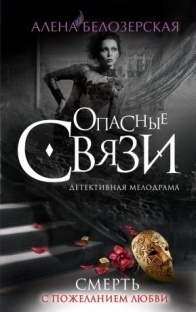 АЛЕНА БЕЛОЗЕРСКАЯ
ОПАСНЫЕ
СВЯЗИ
ДЕТЕКТИВНАЯ МЕЛОДРАМА
СМЕРТЬ
С ПОЖЕЛАНИЕМ ЛЮБВИ